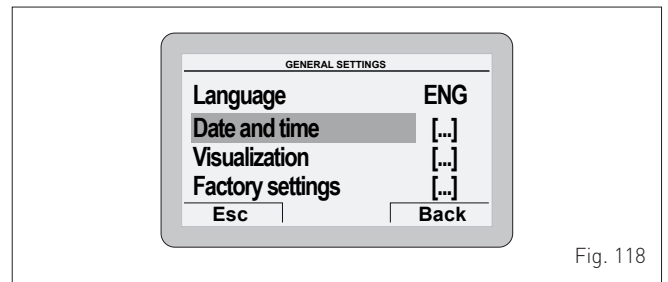 GENERAL SETTINGS
Language ENG
Date and time [...]
Visualization [...]
Factory settings [...]
Esc Back
Fig. 118